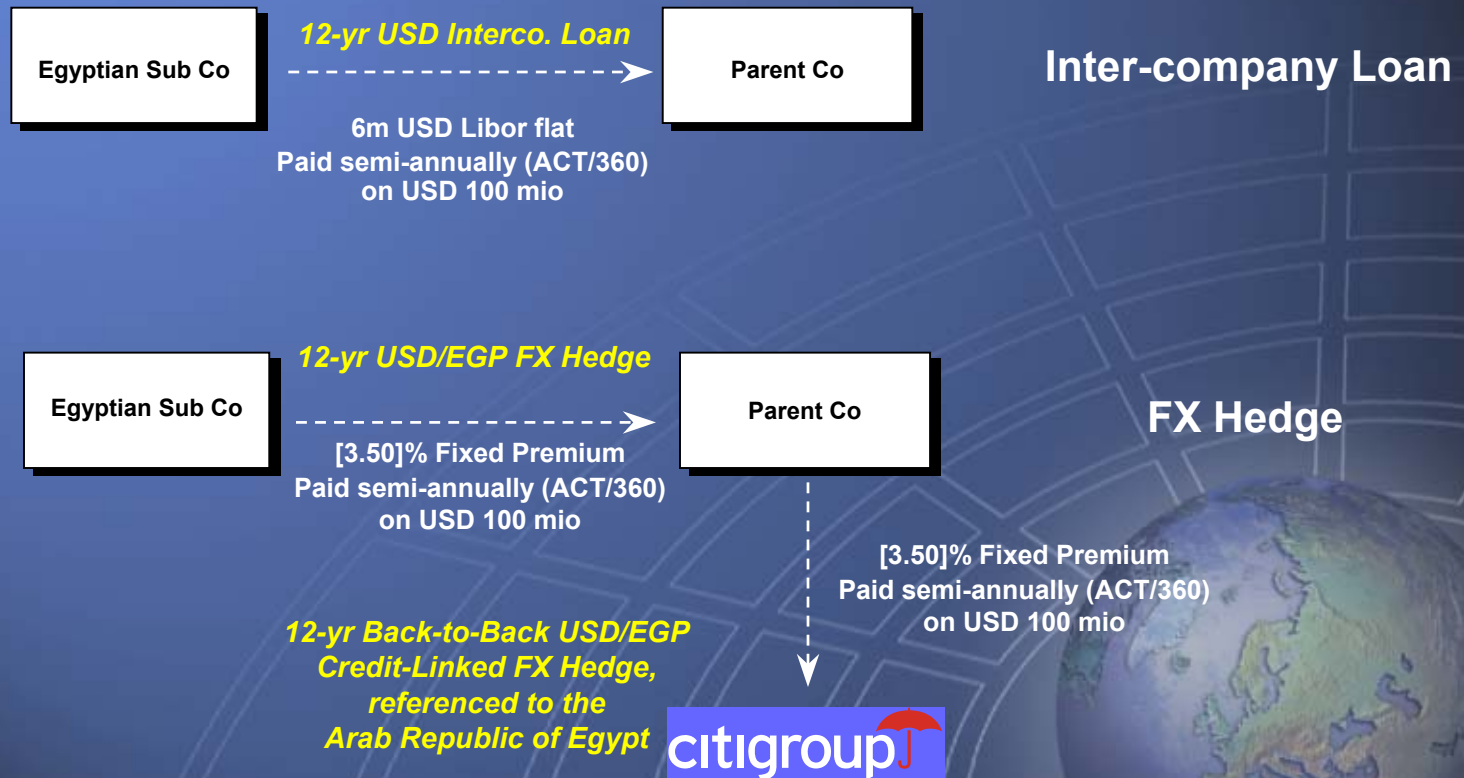 12-yr USD Interco. Loan
Egyptian Sub Co
Parent Co
Inter-company Loan
6m USD Libor flat
Paid semi-annually (ACT/360)
on USD 100 mio
12-yr USD/EGP FX Hedge
Egyptian Sub Co
Parent Co
FX Hedge
[3.50]% Fixed Premium
Paid semi-annually (ACT/360)
on USD 100 mio
[3.50]% Fixed Premium
Paid semi-annually (ACT/360)
on USD 100 mio
12-yr Back-to-Back USD/EGP
Credit-Linked FX Hedge,
referenced to the
Arab Republic of Egypt
citigroup